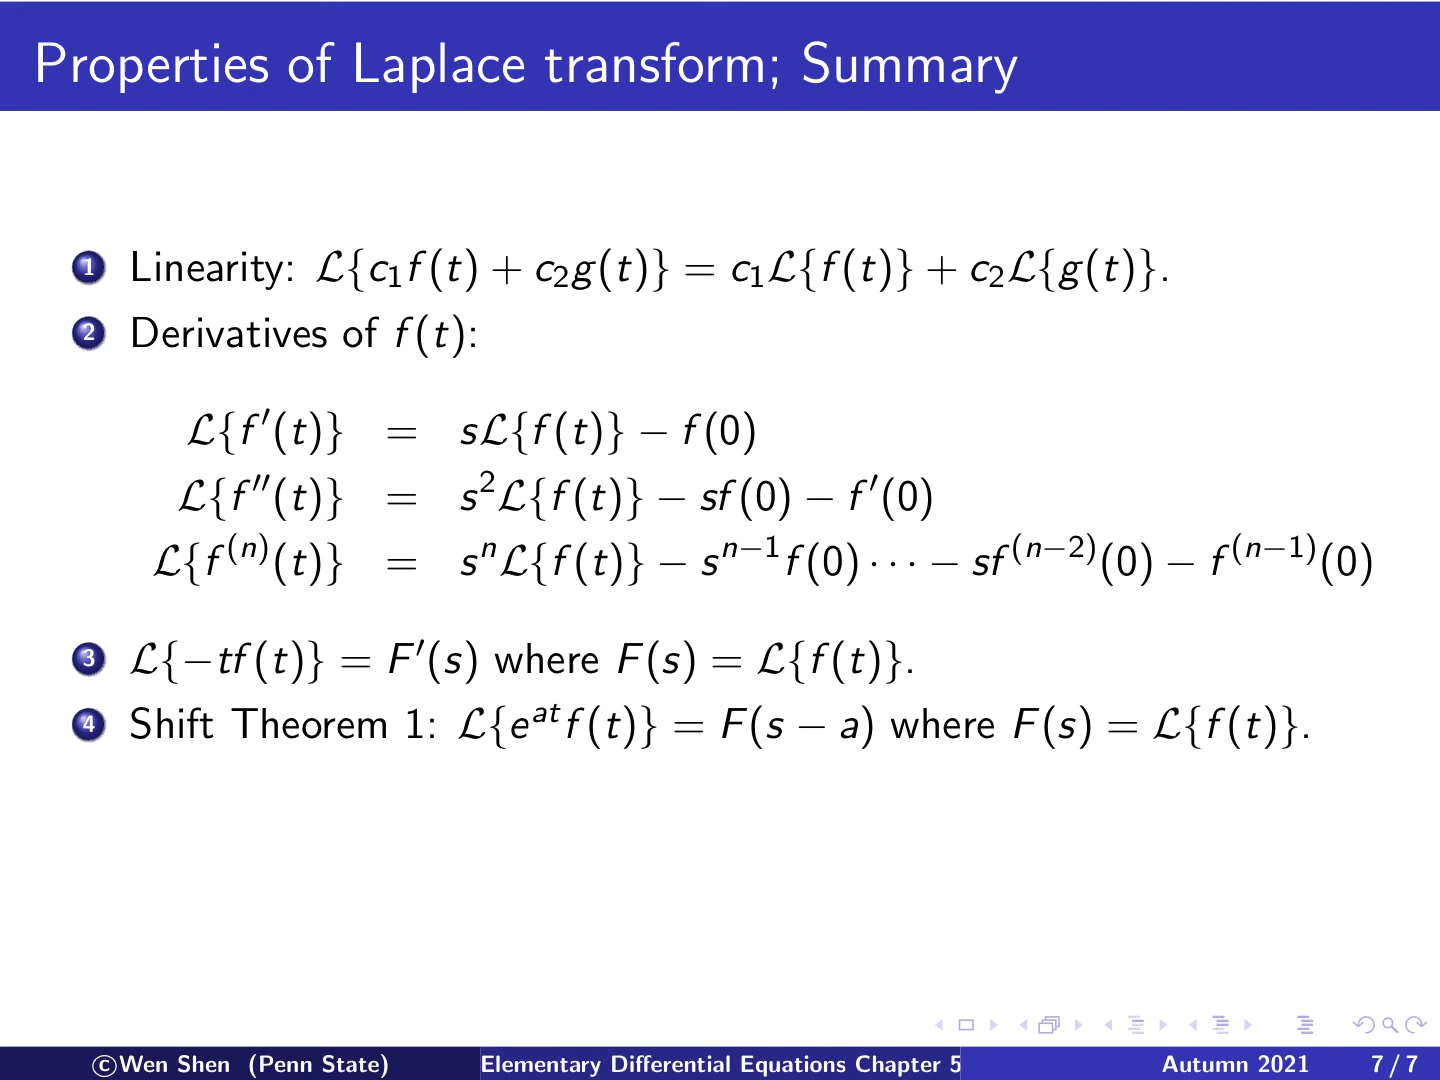 Properties of Laplace transform; Summary
1 Linearity: ℒ{c₁f(t) + c₂g(t)} = c₁ℒ{f(t)} + c₂ℒ{g(t)}.
2 Derivatives of f(t):
ℒ{f′(t)} = sℒ{f(t)} − f(0)
ℒ{f′′(t)} = s²ℒ{f(t)} − sf(0) − f′(0)
ℒ{f⁽ⁿ⁾(t)} = sⁿℒ{f(t)} − sⁿ⁻¹f(0) ⋯ − sf⁽ⁿ⁻²⁾(0) − f⁽ⁿ⁻¹⁾(0)
3 ℒ{−tf(t)} = F′(s) where F(s) = ℒ{f(t)}.
4 Shift Theorem 1: ℒ{eᵃᵗf(t)} = F(s − a) where F(s) = ℒ{f(t)}.
©Wen Shen (Penn State) Elementary Differential Equations Chapter 5 Autumn 2021 7 / 7